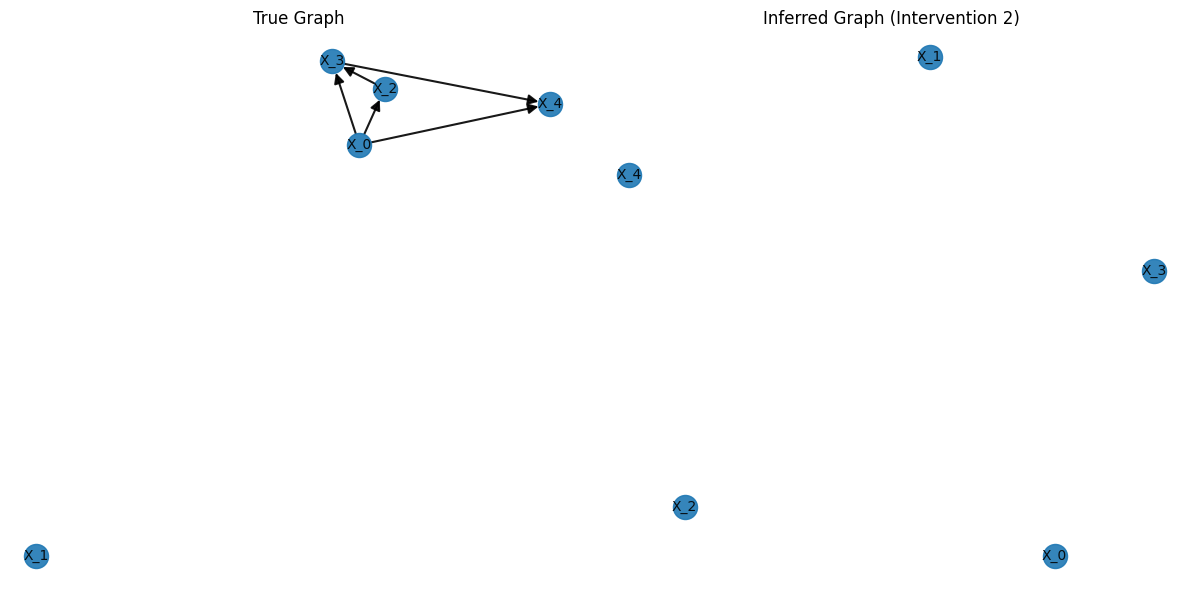 True Graph
X_3
X_2
X_4
X_0
X_1
Inferred Graph (Intervention 2)
X_1
X_4
X_3
X_2
X_0